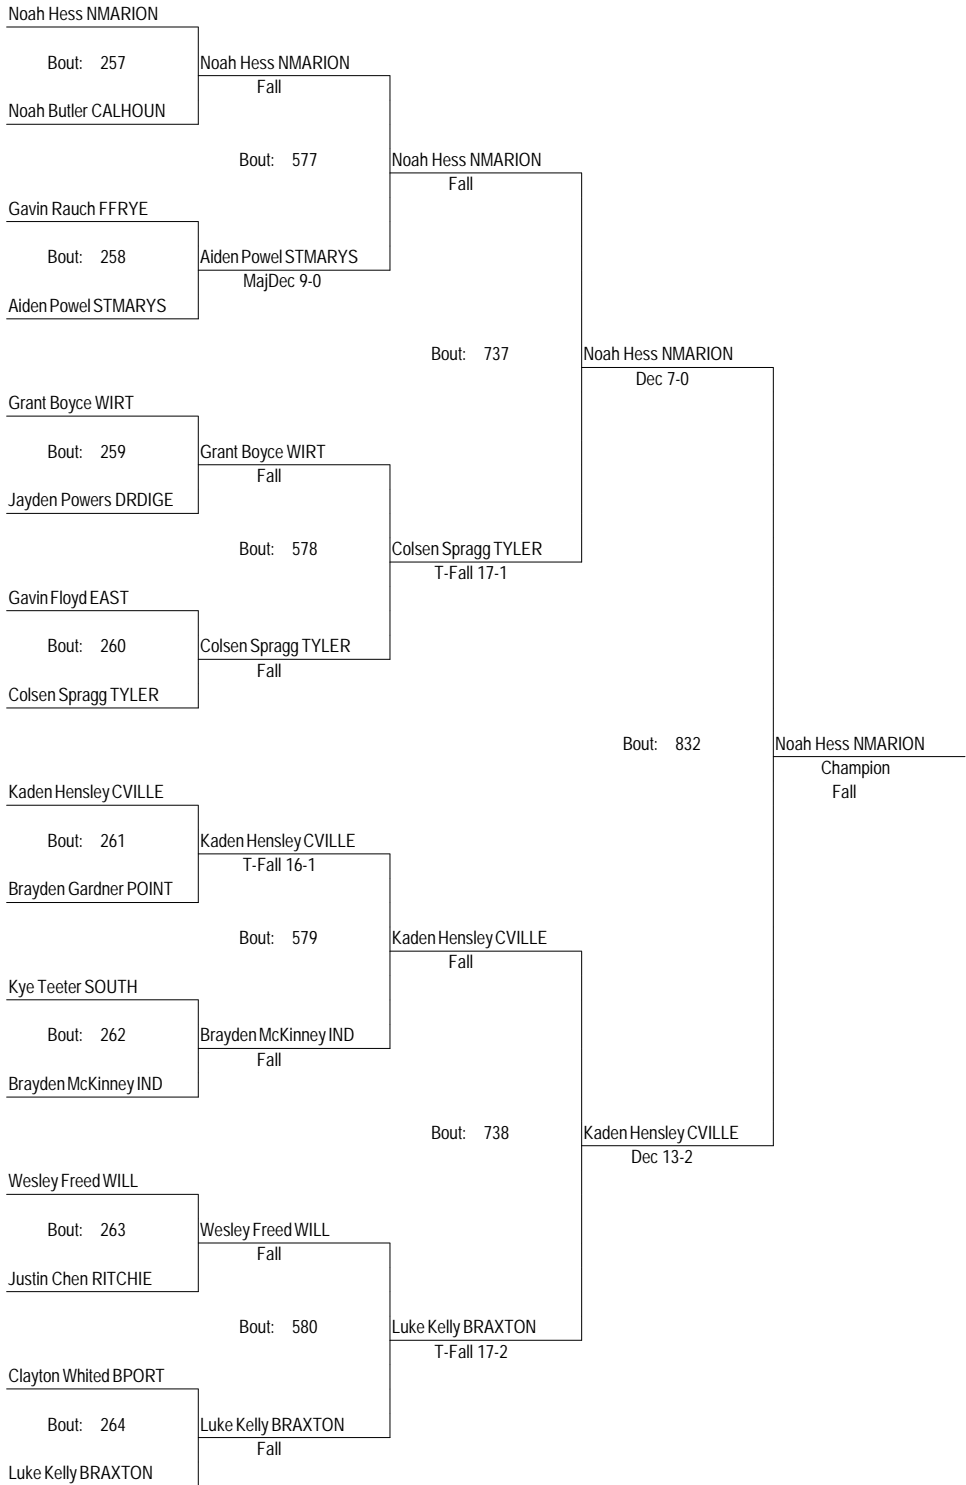 Noah Hess NMARION
Bout: 257
Noah Hess NMARION
Fall
Noah Butler CALHOUN
Bout: 577
Noah Hess NMARION
Fall
Gavin Rauch FFRYE
Bout: 258
Aiden Powel STMARYS
MajDec 9-0
Aiden Powel STMARYS
Bout: 737
Noah Hess NMARION
Dec 7-0
Grant Boyce WIRT
Bout: 259
Grant Boyce WIRT
Fall
Jayden Powers DRDIGE
Bout: 578
Colsen Spragg TYLER
T-Fall 17-1
Gavin Floyd EAST
Bout: 260
Colsen Spragg TYLER
Fall
Colsen Spragg TYLER
Bout: 832
Noah Hess NMARION
Champion
Fall
Kaden Hensley CVILLE
Bout: 261
Kaden Hensley CVILLE
T-Fall 16-1
Brayden Gardner POINT
Bout: 579
Kaden Hensley CVILLE
Fall
Kye Teeter SOUTH
Bout: 262
Brayden McKinney IND
Fall
Brayden McKinney IND
Bout: 738
Kaden Hensley CVILLE
Dec 13-2
Wesley Freed WILL
Bout: 263
Wesley Freed WILL
Fall
Justin Chen RITCHIE
Bout: 580
Luke Kelly BRAXTON
T-Fall 17-2
Clayton Whited BPORT
Bout: 264
Luke Kelly BRAXTON
Fall
Luke Kelly BRAXTON